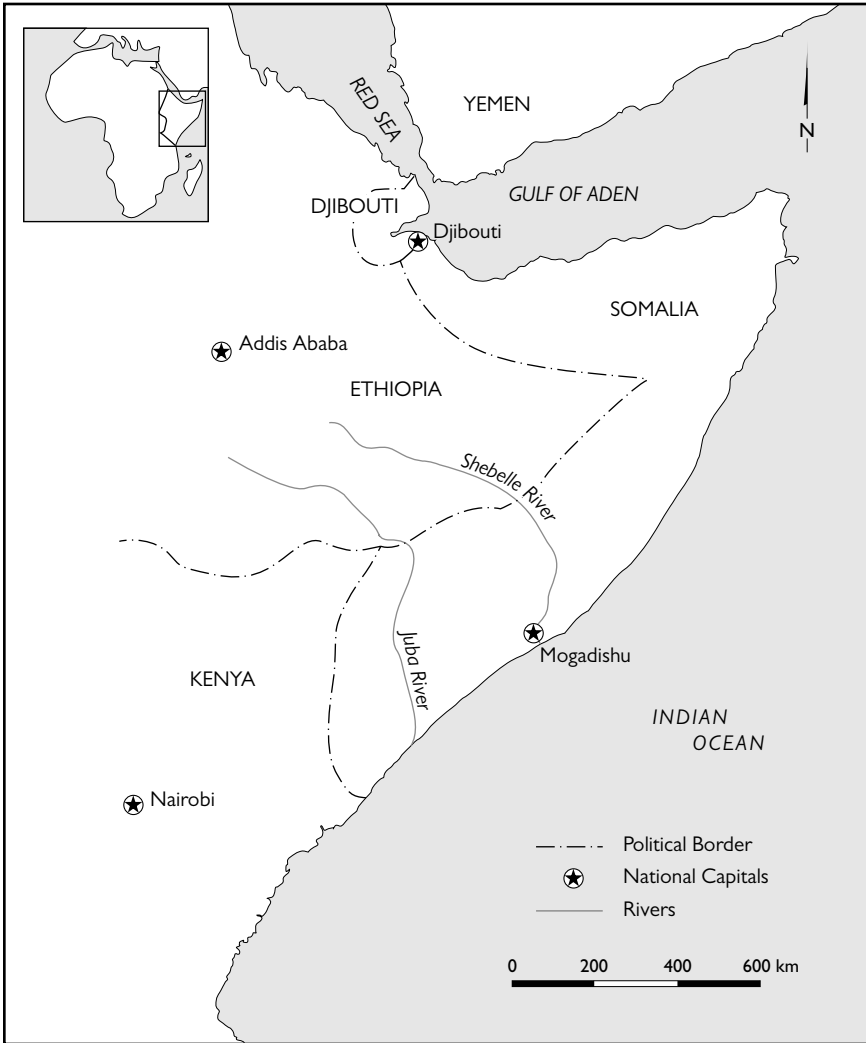 YEMEN
RED SEA
N
DJIBOUTI
GULF OF ADEN
Djibouti
SOMALIA
Addis Ababa
ETHIOPIA
Shebelle River
Juba River
Mogadishu
KENYA
INDIAN
OCEAN
Nairobi
Political Border
National Capitals
Rivers
0 200 400 600 km